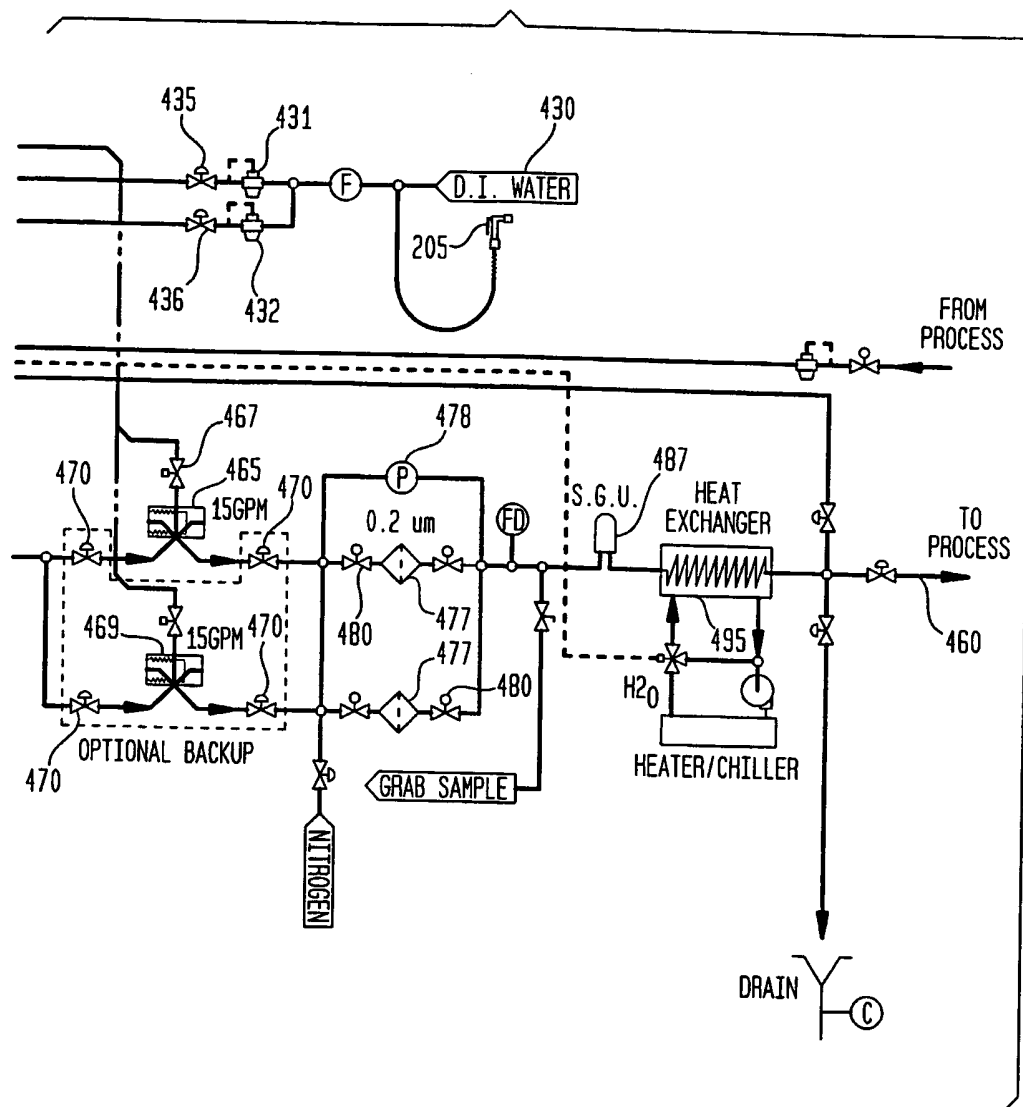 435
431
430
D.I. WATER
F
205
436
432
FROM
PROCESS
467
478
470
465
470
487
15GPM
P
S.G.U.
HEAT
EXCHANGER
0.2 um
FD
TO
PROCESS
480
477
495
460
469
15GPM
470
477
480
H2O
470
OPTIONAL BACKUP
HEATER/CHILLER
GRAB SAMPLE
NITROGEN
DRAIN
C